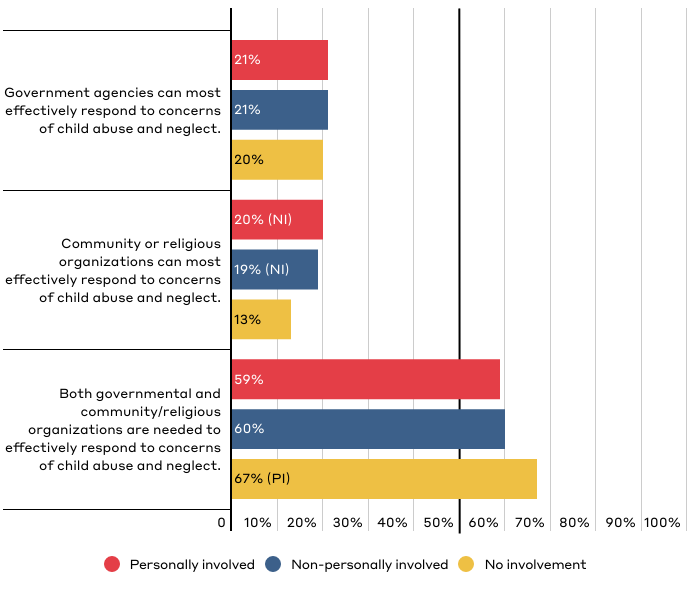 21%
Government agencies can most
effectively respond to concerns
of child abuse and neglect.
21%
20%
20% (NI)
Community or religious
organizations can most
effectively respond to concerns
of child abuse and neglect.
19% (NI)
13%
59%
Both governmental and
community/religious
organizations are needed to
effectively respond to concerns
of child abuse and neglect.
60%
67% (PI)
0 10% 20% 30% 40% 50% 60% 70% 80% 90% 100%
Personally involved Non-personally involved No involvement